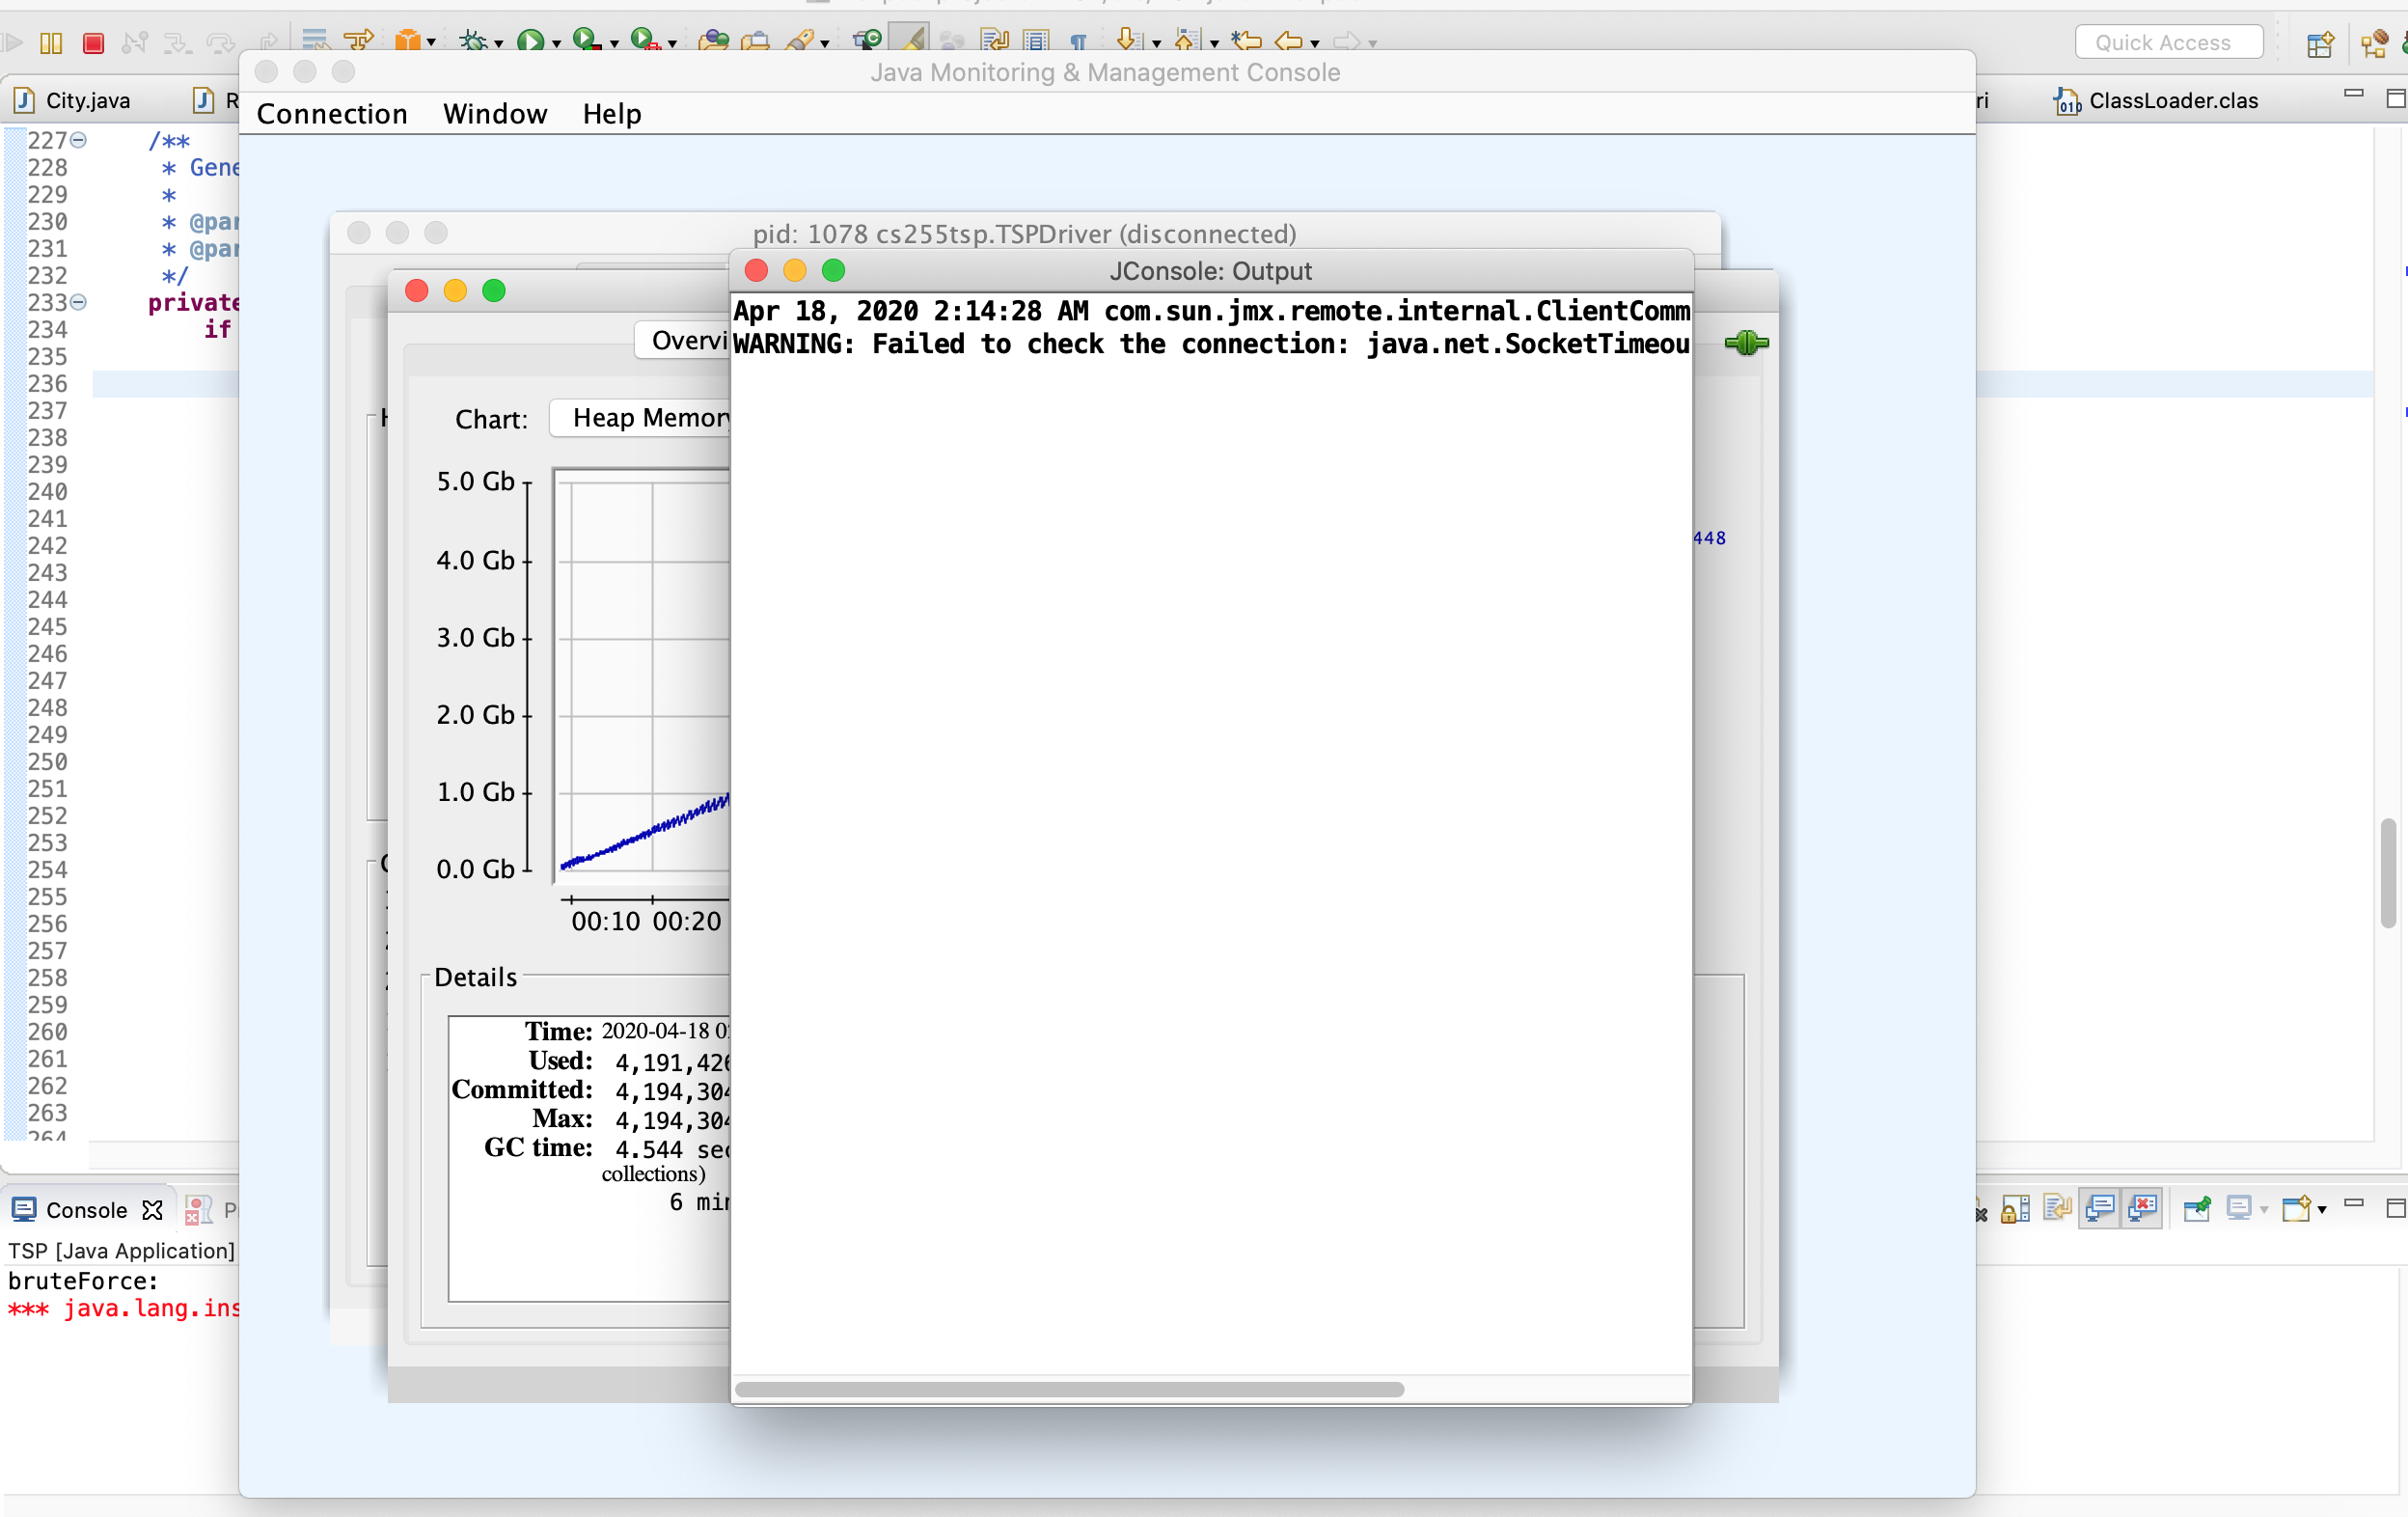 Quick Access
Java Monitoring & Management Console
City.java
R
ri
ClassLoader.clas
Connection Window Help
227 /**
228 * Gene
229 *
230 * @par
231 * @par
232 */
233 private
234 if
235
236
237
238
239
240
241
242
243
244
245
246
247
248
249
250
251
252
253
254
255
256
257
258
259
260
261
262
263
264
pid: 1078 cs255tsp.TSPDriver (disconnected)
JConsole: Output
Apr 18, 2020 2:14:28 AM com.sun.jmx.remote.internal.ClientComm
WARNING: Failed to check the connection: java.net.SocketTimeou
Overvi
Chart: Heap Memory
5.0 Gb
4.0 Gb
3.0 Gb
2.0 Gb
1.0 Gb
0.0 Gb
00:10 00:20
448
Details
Time: 2020-04-18 0
Used: 4,191,426
Committed: 4,194,304
Max: 4,194,304
GC time: 4.544 sec
collections)
6 min
Console
P
TSP [Java Application]
bruteForce:
*** java.lang.ins